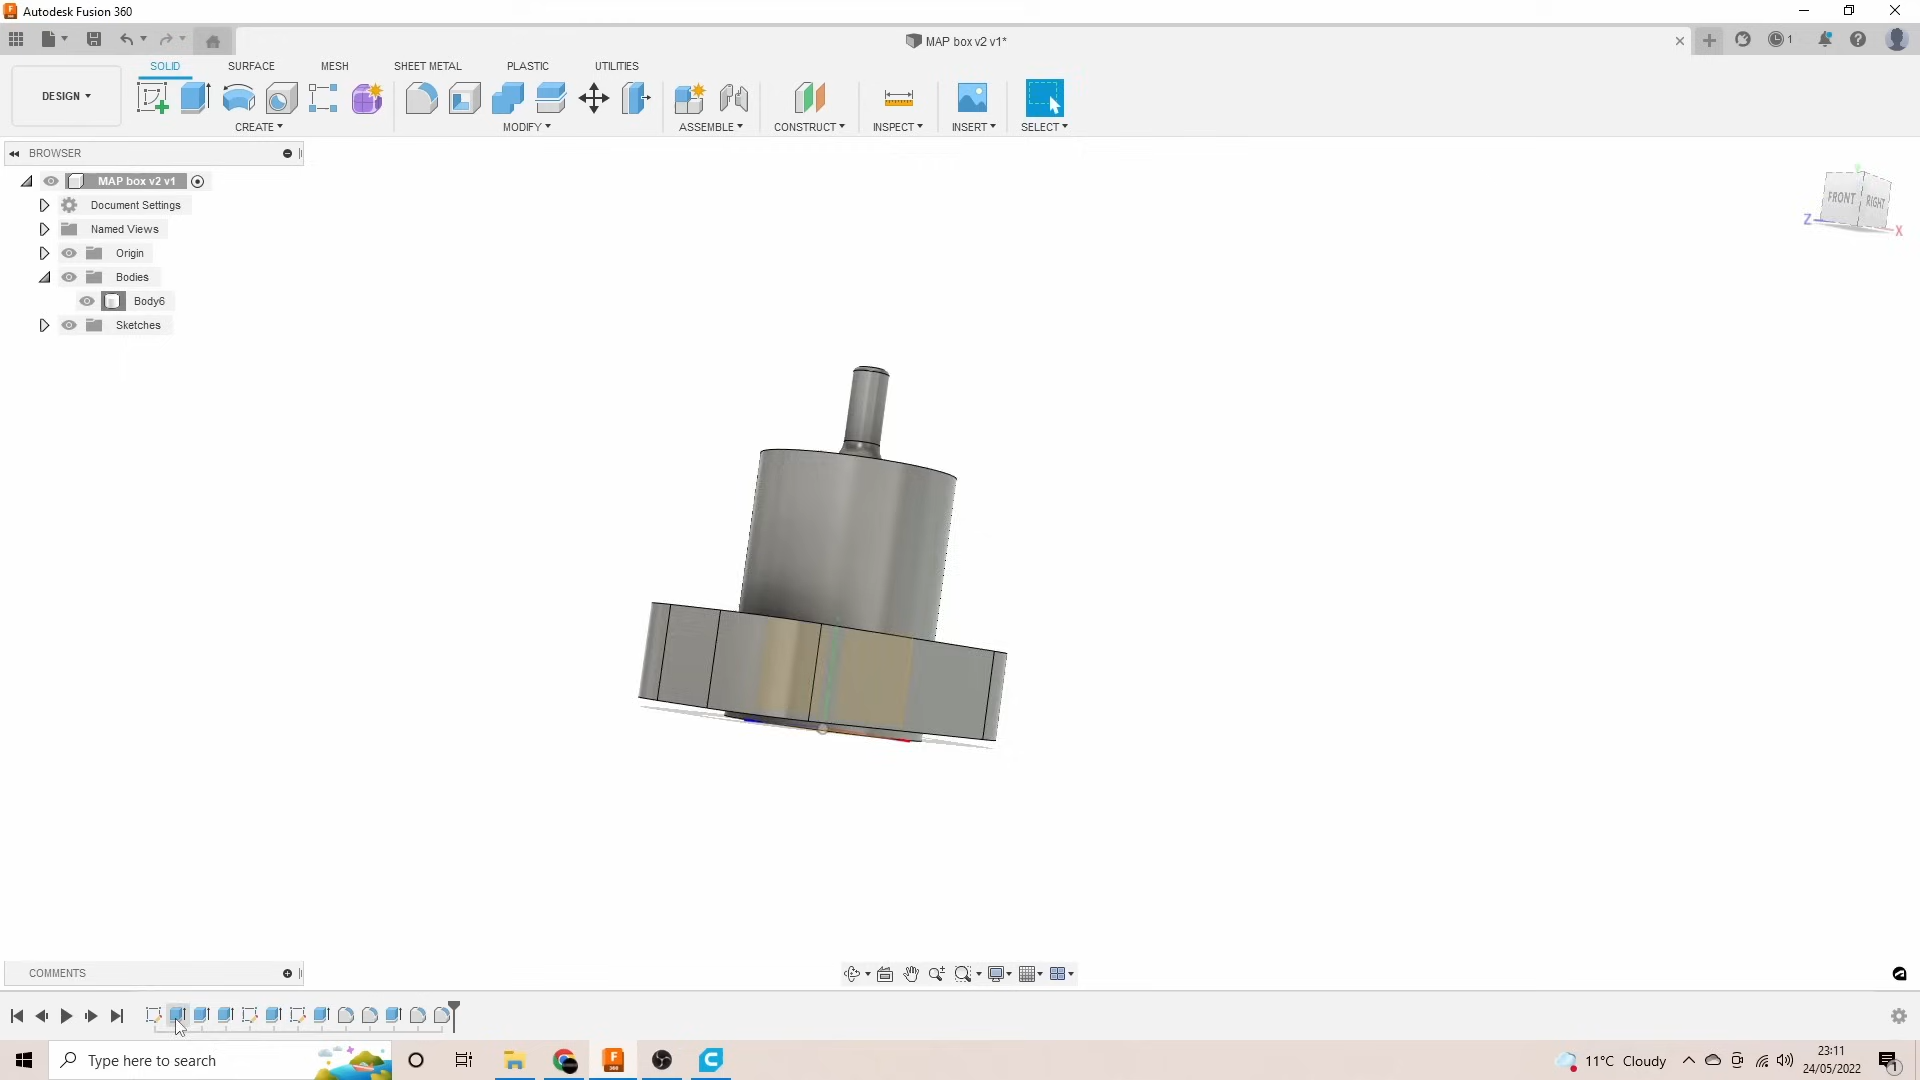 Autodesk Fusion 360
MAP box v2 v1*
1
SOLID SURFACE MESH SHEET METAL PLASTIC UTILITIES
DESIGN
CREATE MODIFY ASSEMBLE CONSTRUCT INSPECT INSERT SELECT
BROWSER
MAP box v2 v1
Document Settings
Named Views
Origin
Bodies
Body6
Sketches
FRONT RIGHT
Z X
COMMENTS
Type here to search
11°C Cloudy
23:11
24/05/2022
1